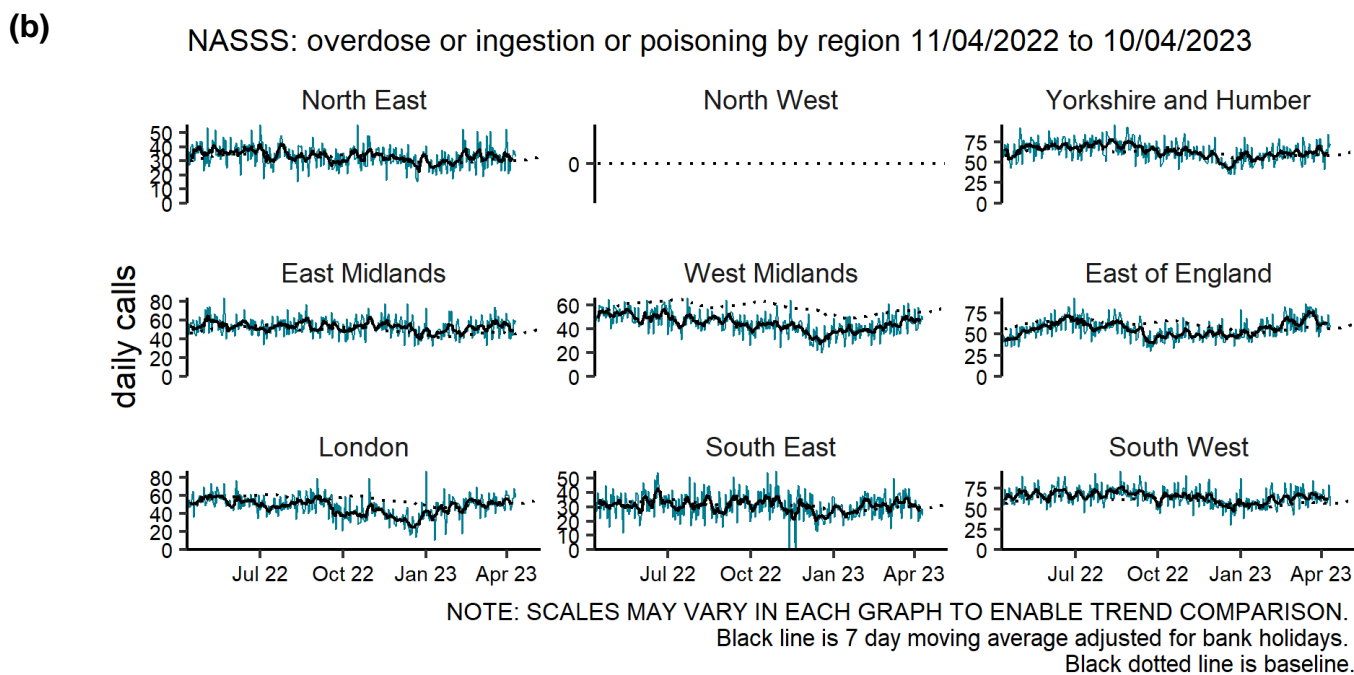 (b)
NASSS: overdose or ingestion or poisoning by region 11/04/2022 to 10/04/2023
daily calls
North East
50
40
30
20
10
0
North West
0
Yorkshire and Humber
75
50
25
0
East Midlands
80
60
40
20
0
West Midlands
60
40
20
0
East of England
75
50
25
0
London
80
60
40
20
0
Jul 22 Oct 22 Jan 23 Apr 23
South East
50
40
30
20
10
0
Jul 22 Oct 22 Jan 23 Apr 23
South West
75
50
25
0
Jul 22 Oct 22 Jan 23 Apr 23
NOTE: SCALES MAY VARY IN EACH GRAPH TO ENABLE TREND COMPARISON.
Black line is 7 day moving average adjusted for bank holidays.
Black dotted line is baseline.